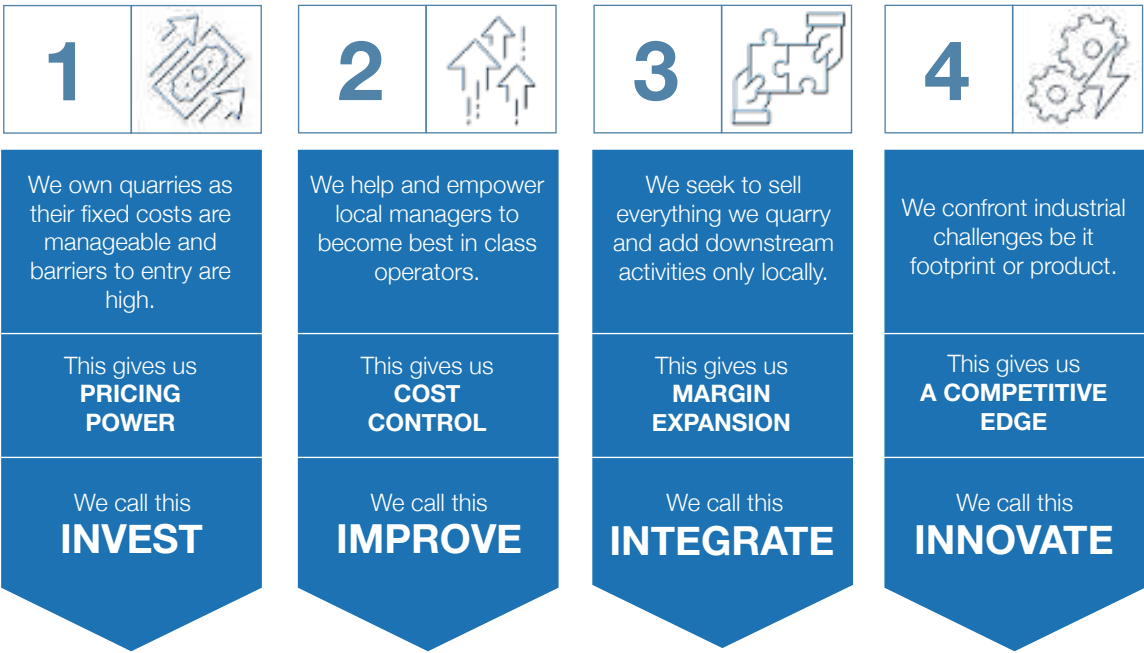 1
We own quarries as
their fixed costs are
manageable and
barriers to entry are
high.
This gives us
PRICING
POWER
We call this
INVEST
2
We help and empower
local managers to
become best in class
operators.
This gives us
COST
CONTROL
We call this
IMPROVE
3
We seek to sell
everything we quarry
and add downstream
activities only locally.
This gives us
MARGIN
EXPANSION
We call this
INTEGRATE
4
We confront industrial
challenges be it
footprint or product.
This gives us
A COMPETITIVE
EDGE
We call this
INNOVATE